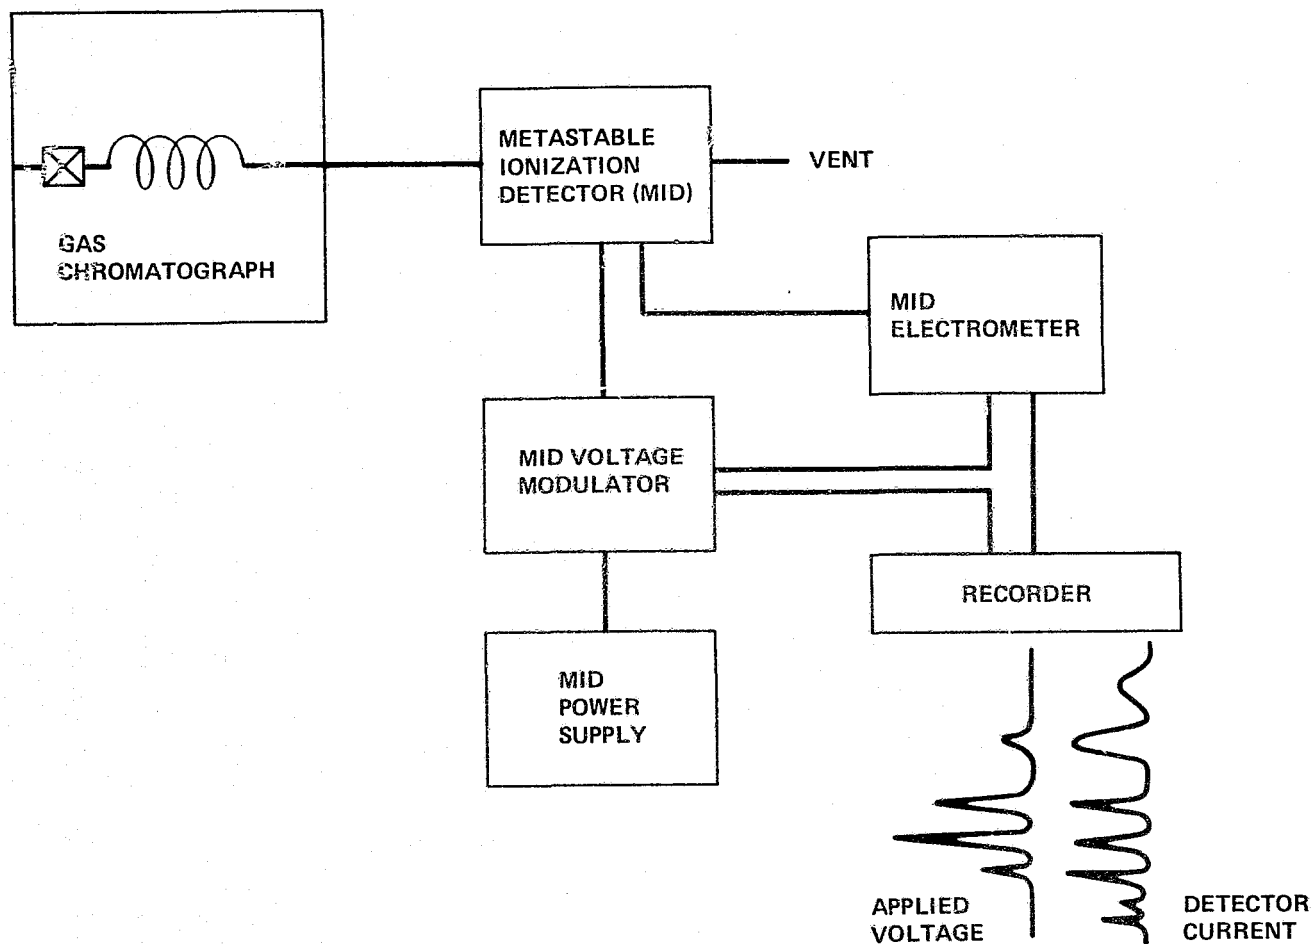 METASTABLE
IONIZATION
DETECTOR (MID)
VENT
GAS
CHROMATOGRAPH
MID
ELECTROMETER
MID VOLTAGE
MODULATOR
RECORDER
MID
POWER
SUPPLY
APPLIED
VOLTAGE
DETECTOR
CURRENT